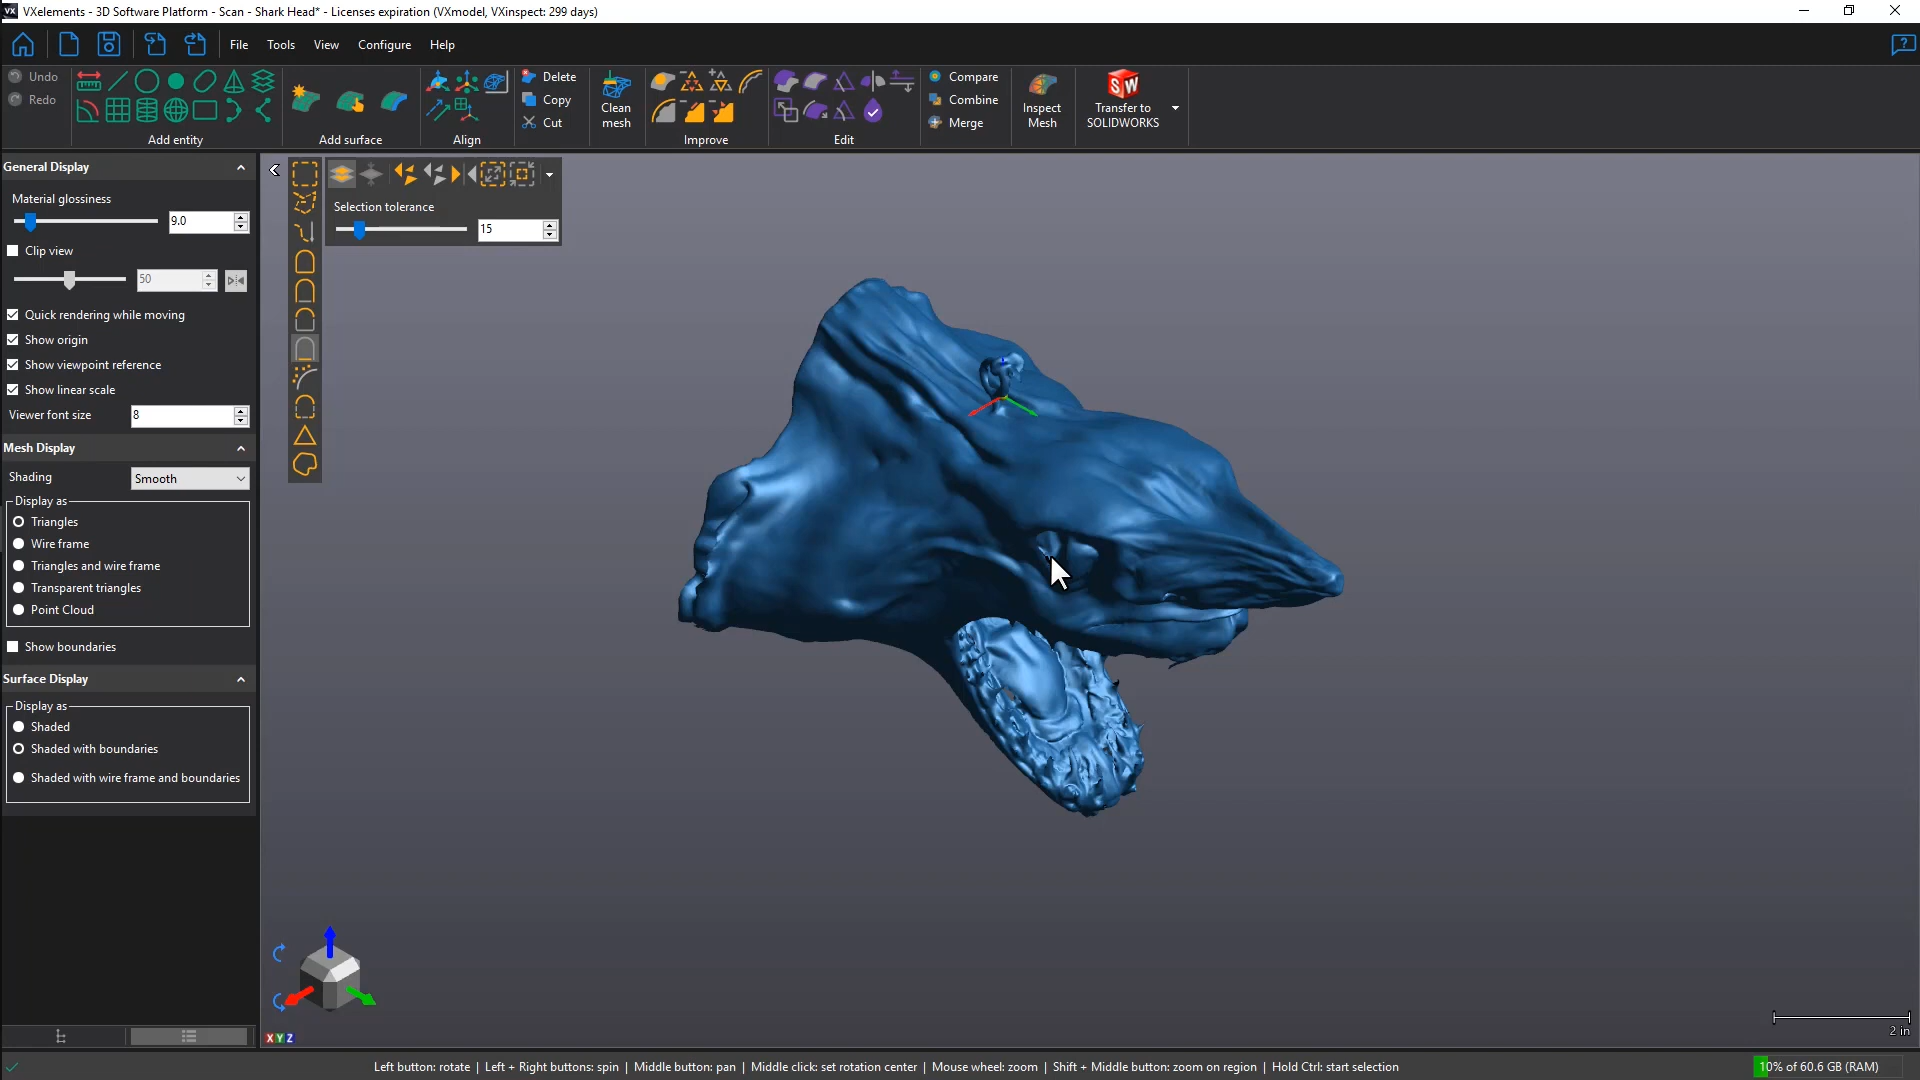 VXelements - 3D Software Platform - Scan - Shark Head* - Licenses expiration (VXmodel, VXinspect: 299 days)
File Tools View Configure Help
Undo
Redo
Add entity
Add surface
Align
Delete
Copy
Cut
Clean
mesh
Improve
Edit
Compare
Combine
Merge
Inspect
Mesh
SW
Transfer to
SOLIDWORKS
General Display
Material glossiness
9.0
Clip view
50
Quick rendering while moving
Show origin
Show viewpoint reference
Show linear scale
Viewer font size 8
Mesh Display
Shading Smooth
Display as
Triangles
Wire frame
Triangles and wire frame
Transparent triangles
Point Cloud
Show boundaries
Surface Display
Display as
Shaded
Shaded with boundaries
Shaded with wire frame and boundaries
Selection tolerance
15
X Y Z
2 in
Left button: rotate | Left + Right buttons: spin | Middle button: pan | Middle click: set rotation center | Mouse wheel: zoom | Shift + Middle button: zoom on region | Hold Ctrl: start selection
10% of 60.6 GB (RAM)